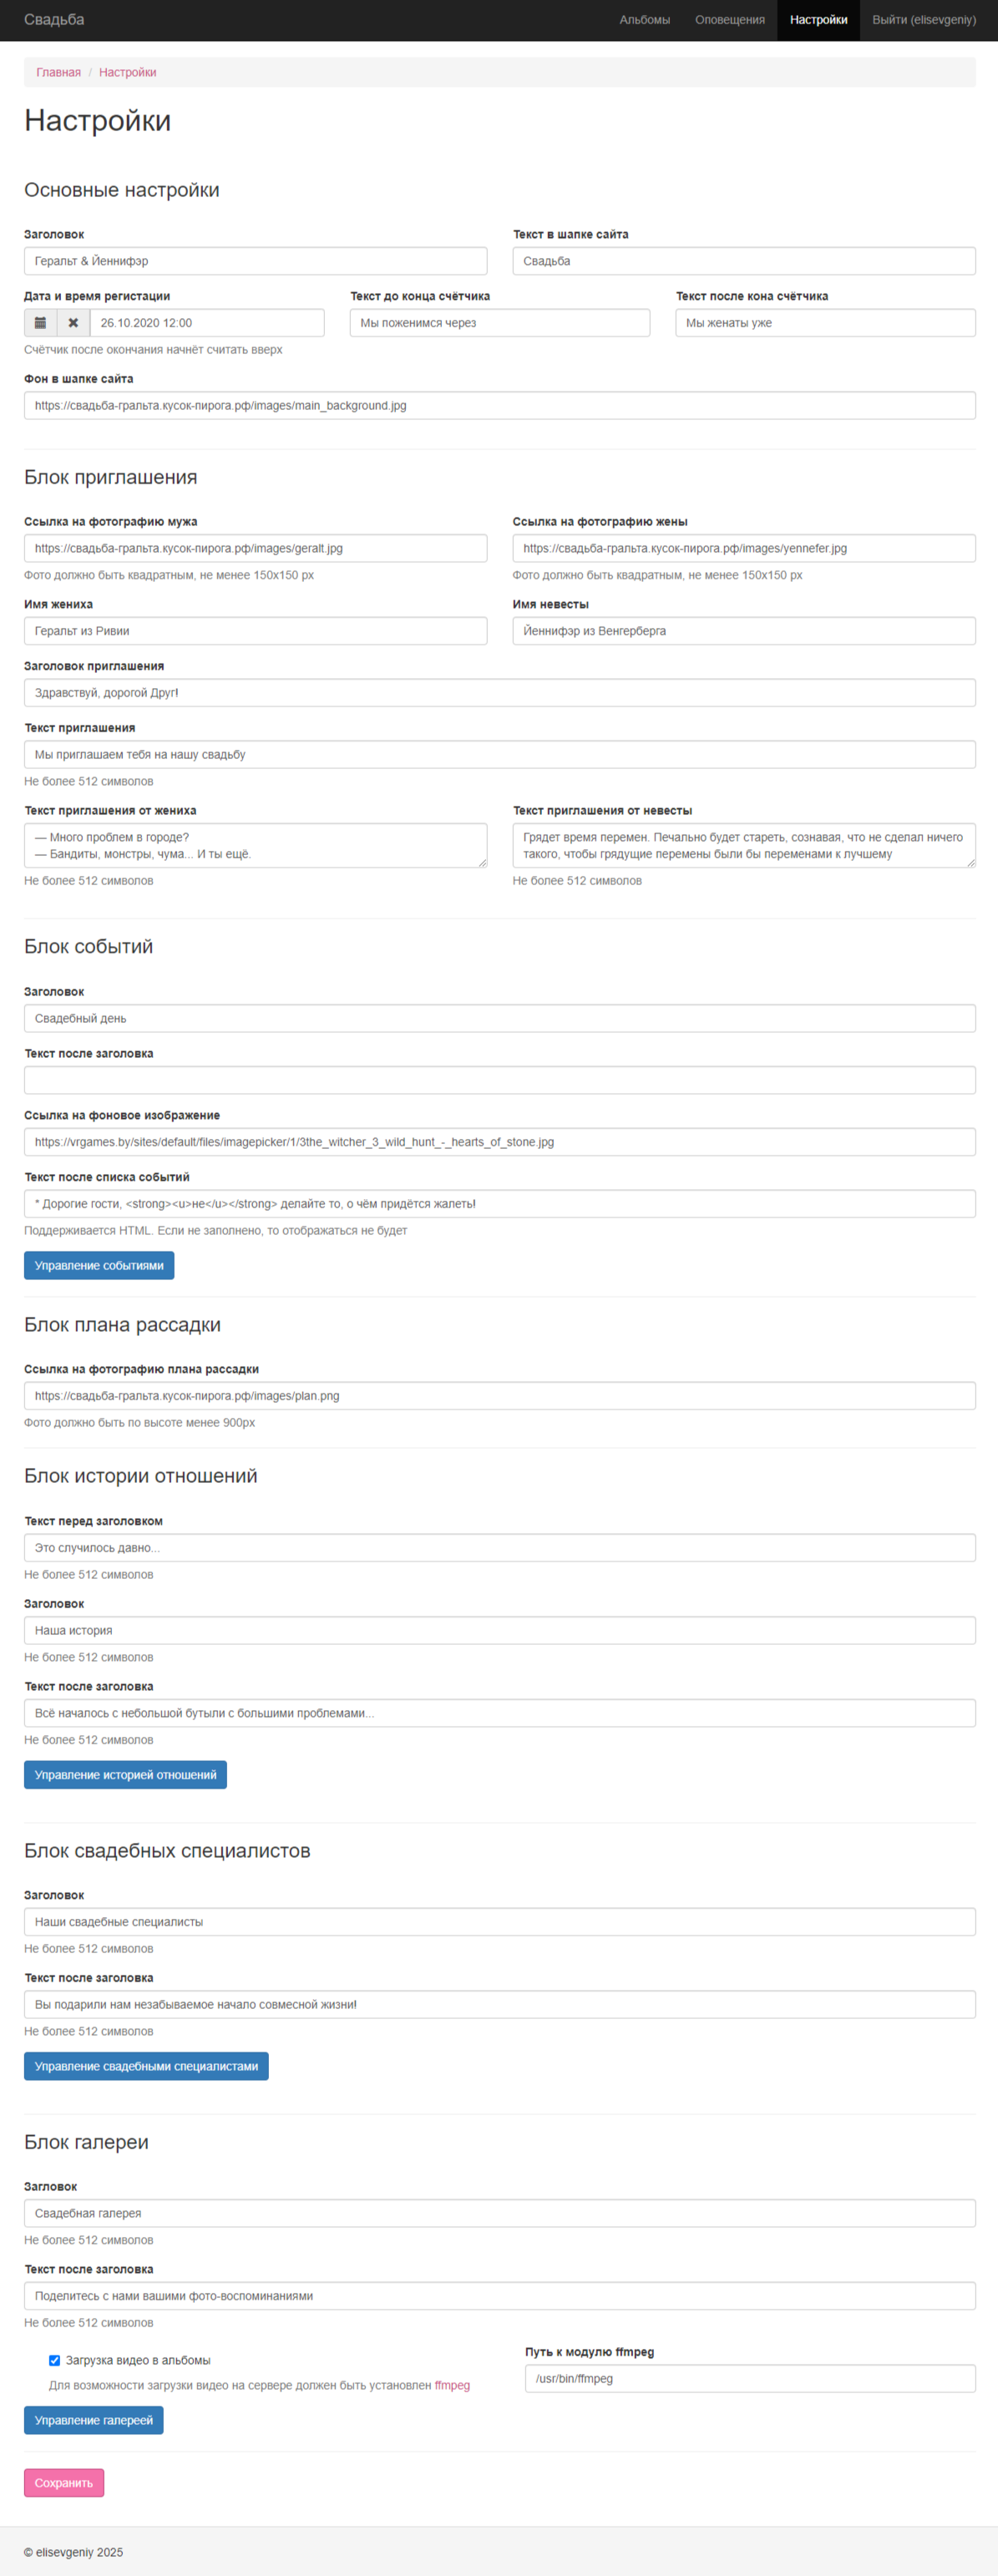 Свадьба
Альбомы Оповещения Настройки Выйти (elisevgeniy)
Главная / Настройки
Настройки
Основные настройки
Заголовок Текст в шапке сайта
Геральт & Йеннифэр Свадьба
Дата и время регистации Текст до конца счётчика Текст после кона счётчика
26.10.2020 12:00 Мы поженимся через Мы женаты уже
Счётчик после окончания начнёт считать вверх
Фон в шапке сайта
https://свадьба-гральта.кусок-пирога.рф/images/main_background.jpg
Блок приглашения
Ссылка на фотографию мужа Ссылка на фотографию жены
https://свадьба-гральта.кусок-пирога.рф/images/geralt.jpg https://свадьба-гральта.кусок-пирога.рф/images/yennefer.jpg
Фото должно быть квадратным, не менее 150x150 px Фото должно быть квадратным, не менее 150x150 px
Имя жениха Имя невесты
Геральт из Ривии Йеннифэр из Венгерберга
Заголовок приглашения
Здравствуй, дорогой Друг!
Текст приглашения
Мы приглашаем тебя на нашу свадьбу
Не более 512 символов
Текст приглашения от жениха Текст приглашения от невесты
— Много проблем в городе? Грядет время перемен. Печально будет стареть, сознавая, что не сделал ничего
— Бандиты, монстры, чума... И ты ещё. такого, чтобы грядущие перемены были бы переменами к лучшему
Не более 512 символов Не более 512 символов
Блок событий
Заголовок
Свадебный день
Текст после заголовка
Ссылка на фоновое изображение
https://vrgames.by/sites/default/files/imagepicker/1/3the_witcher_3_wild_hunt_-_hearts_of_stone.jpg
Текст после списка событий
* Дорогие гости, <strong><u>не</u></strong> делайте то, о чём придётся жалеть!
Поддерживается HTML. Если не заполнено, то отображаться не будет
Управление событиями
Блок плана рассадки
Ссылка на фотографию плана рассадки
https://свадьба-гральта.кусок-пирога.рф/images/plan.png
Фото должно быть по высоте менее 900px
Блок истории отношений
Текст перед заголовком
Это случилось давно...
Не более 512 символов
Заголовок
Наша история
Не более 512 символов
Текст после заголовка
Всё началось с небольшой бутыли с большими проблемами...
Не более 512 символов
Управление историей отношений
Блок свадебных специалистов
Заголовок
Наши свадебные специалисты
Не более 512 символов
Текст после заголовка
Вы подарили нам незабываемое начало совмесной жизни!
Не более 512 символов
Управление свадебными специалистами
Блок галереи
Загловок
Свадебная галерея
Не более 512 символов
Текст после заголовка
Поделитесь с нами вашими фото-воспоминаниями
Не более 512 символов
Загрузка видео в альбомы Путь к модулю ffmpeg
Для возможности загрузки видео на сервере должен быть установлен ffmpeg /usr/bin/ffmpeg
Управление галереей
Сохранить
© elisevgeniy 2025